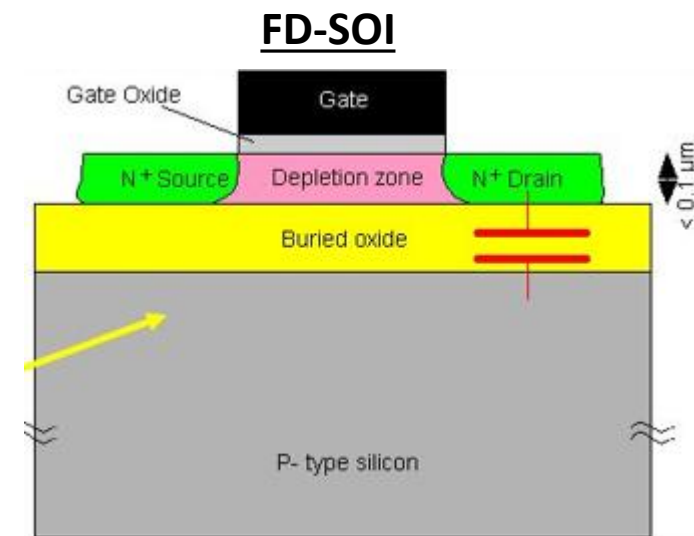 FD-SOI
Gate Oxide
Gate
N+ Source
Depletion zone
N+ Drain
< 0.1 µm
Buried oxide
P- type silicon